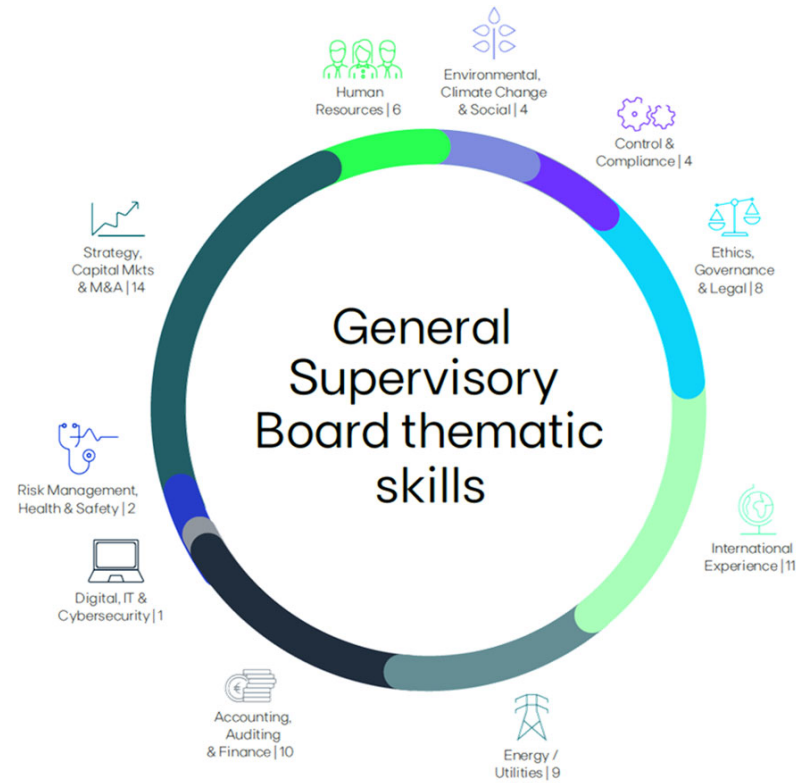 Human
Resources | 6
Environmental,
Climate Change
& Social | 4
Control &
Compliance | 4
Ethics,
Governance
& Legal | 8
International
Experience | 11
Energy /
Utilities | 9
Accounting,
Auditing
& Finance | 10
Digital, IT &
Cybersecurity | 1
Risk Management,
Health & Safety | 2
Strategy,
Capital Mkts
& M&A | 14
General
Supervisory
Board thematic
skills